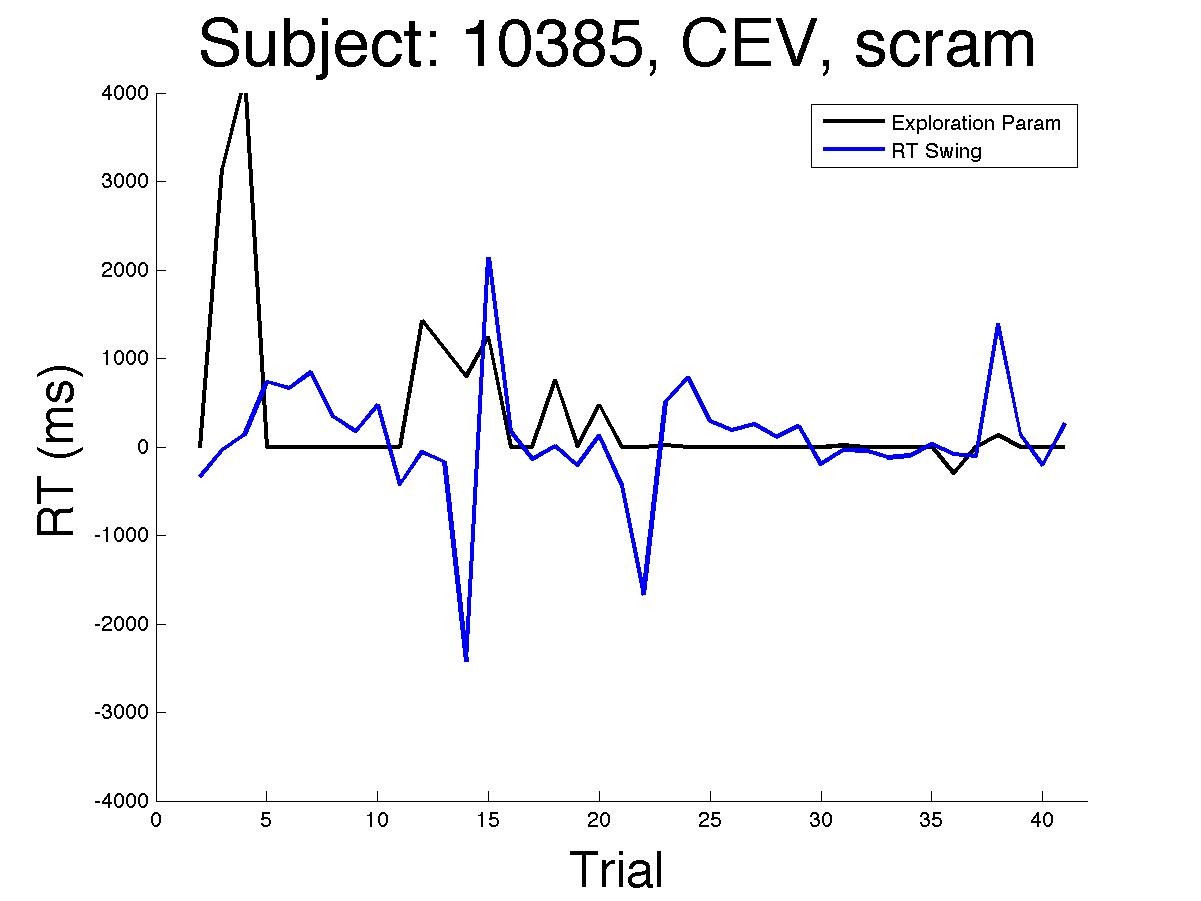 Subject: 10385, CEV, scram
Exploration Param
RT Swing
4000
3000
2000
1000
0
-1000
-2000
-3000
-4000
RT (ms)
0 5 10 15 20 25 30 35 40
Trial